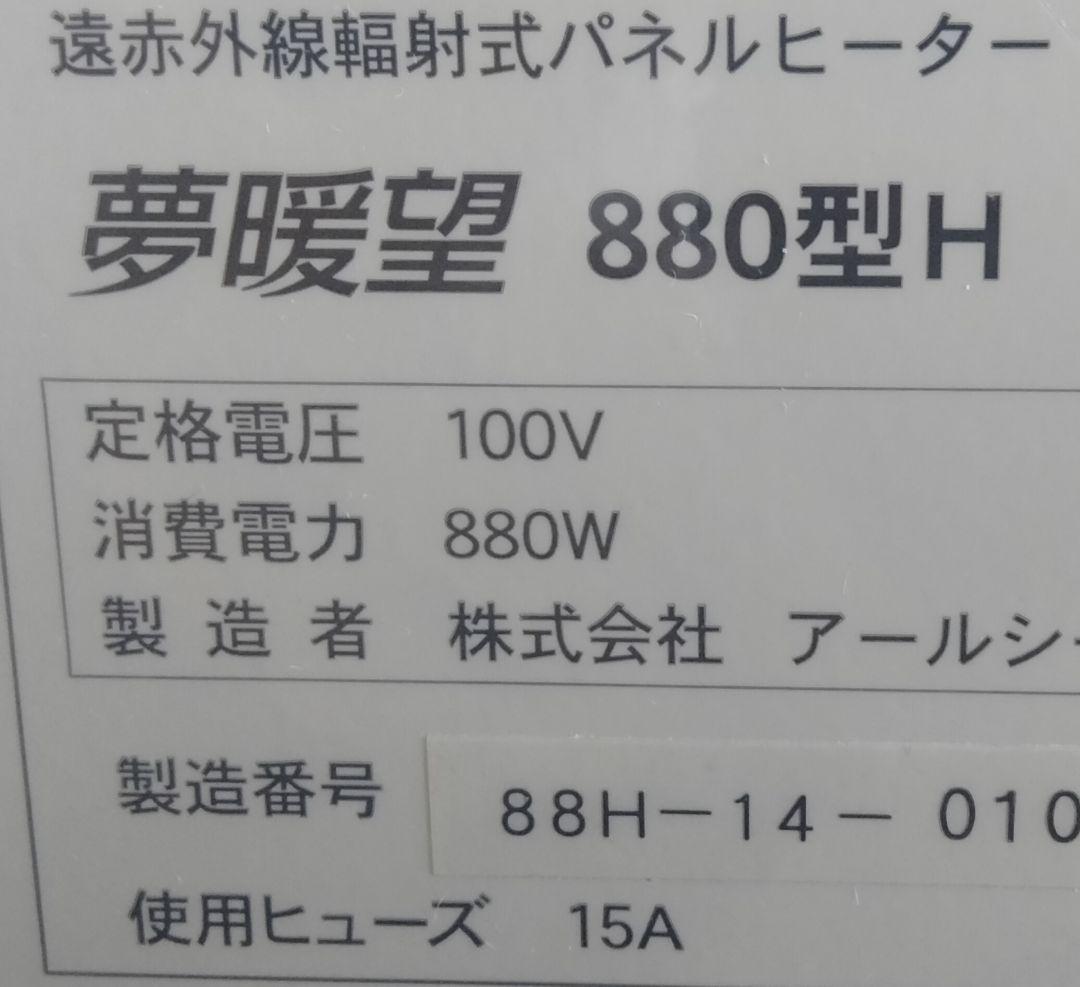 遠赤外線輻射式パネルヒーター
夢暖望 880型H
定格電圧 100V
消費電力 880W
製造者 株式会社 アールシー
製造番号 88H-14-010
使用ヒューズ 15A